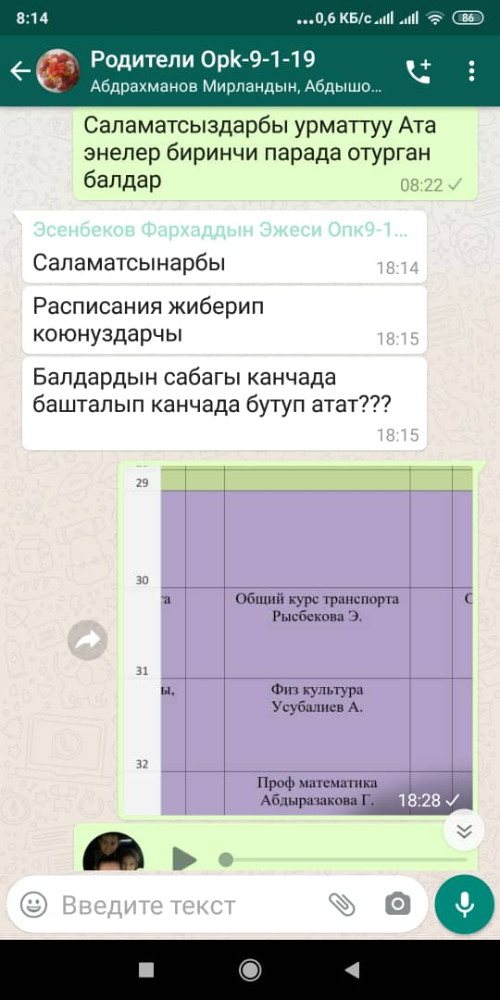 8:14
...0,6 КБ/с
86
Родители Opk-9-1-19
Абдрахманов Мирландын, Абдышо...
Саламатсыздарбы урматтуу Ата
энелер биринчи парада отурган
балдар
08:22
Эсенбеков Фархаддын Эжеси Опк9-1...
Саламатсынарбы
18:14
Расписания жиберип
коюнуздарчы
18:15
Балдардын сабагы канчада
башталып канчада бутуп атат???
18:15
29
30
та
Общий курс транспорта
Рысбекова Э.
С
31
ы,
Физ культура
Усубалиев А.
32
Проф математика
Абдыразакова Г.
18:28
Введите текст